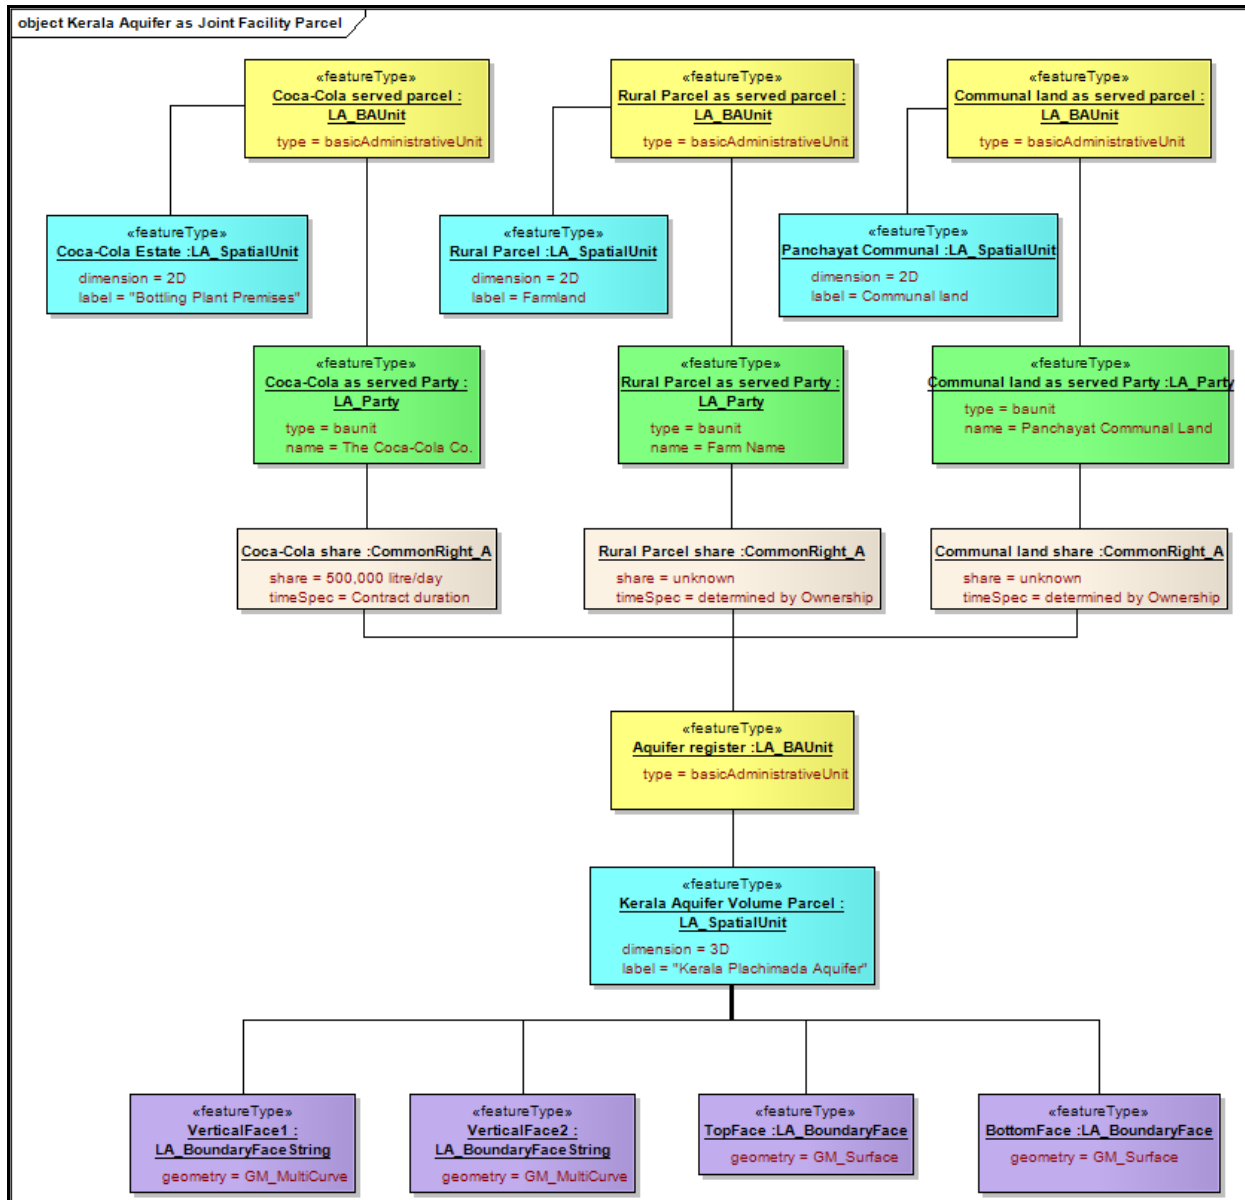 object Kerala Aquifer as Joint Facility Parcel
«featureType»
Coca-Cola served parcel :
LA_BAUnit
type = basicAdministrativeUnit
«featureType»
Rural Parcel as served parcel :
LA_BAUnit
type = basicAdministrativeUnit
«featureType»
Communal land as served parcel :
LA_BAUnit
type = basicAdministrativeUnit
«featureType»
Coca-Cola Estate :LA_SpatialUnit
dimension = 2D
label = "Bottling Plant Premises"
«featureType»
Rural Parcel :LA_SpatialUnit
dimension = 2D
label = Farmland
«featureType»
Panchayat Communal :LA_SpatialUnit
dimension = 2D
label = Communal land
«featureType»
Coca-Cola as served Party :
LA_Party
type = baunit
name = The Coca-Cola Co.
«featureType»
Rural Parcel as served Party :
LA_Party
type = baunit
name = Farm Name
«featureType»
Communal land as served Party :LA_Party
type = baunit
name = Panchayat Communal Land
Coca-Cola share :CommonRight_A
share = 500,000 litre/day
timeSpec = Contract duration
Rural Parcel share :CommonRight_A
share = unknown
timeSpec = determined by Ownership
Communal land share :CommonRight_A
share = unknown
timeSpec = determined by Ownership
«featureType»
Aquifer register :LA_BAUnit
type = basicAdministrativeUnit
«featureType»
Kerala Aquifer Volume Parcel :
LA_SpatialUnit
dimension = 3D
label = "Kerala Plachimada Aquifer"
«featureType»
VerticalFace1 :
LA_BoundaryFaceString
geometry = GM_MultiCurve
«featureType»
VerticalFace2 :
LA_BoundaryFaceString
geometry = GM_MultiCurve
«featureType»
TopFace :LA_BoundaryFace
geometry = GM_Surface
«featureType»
BottomFace :LA_BoundaryFace
geometry = GM_Surface